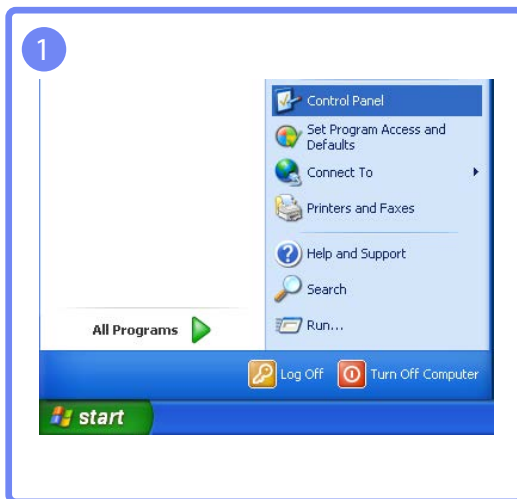 1
Control Panel
Set Program Access and
Defaults
Connect To
Printers and Faxes
Help and Support
Search
All Programs
Run...
Log Off
Turn Off Computer
start